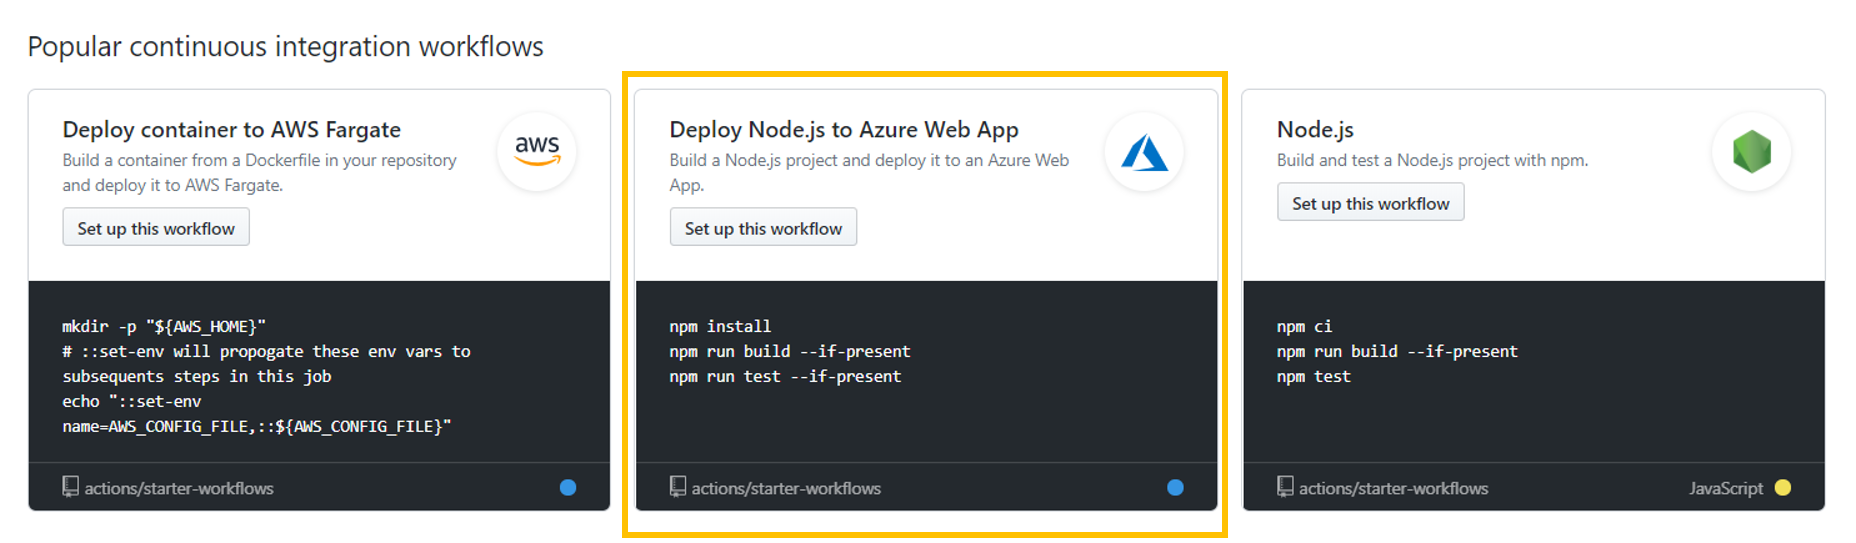 Popular continuous integration workflows
Deploy container to AWS Fargate
Build a container from a Dockerfile in your repository
and deploy it to AWS Fargate.
Set up this workflow
aws
mkdir -p "${AWS_HOME}"
# ::set-env will propogate these env vars to
subsequents steps in this job
echo "::set-env
name=AWS_CONFIG_FILE,::${AWS_CONFIG_FILE}"
actions/starter-workflows
Deploy Node.js to Azure Web App
Build a Node.js project and deploy it to an Azure Web
App.
Set up this workflow
npm install
npm run build --if-present
npm run test --if-present
actions/starter-workflows
Node.js
Build and test a Node.js project with npm.
Set up this workflow
npm ci
npm run build --if-present
npm test
actions/starter-workflows
JavaScript